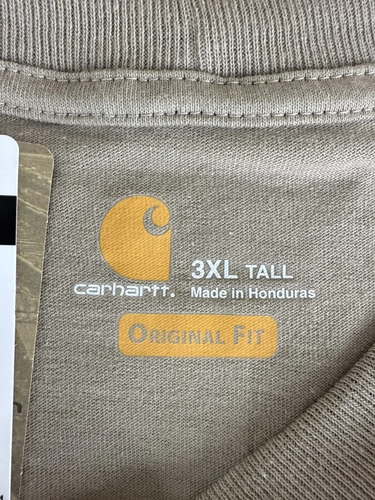 3XL TALL
carhartt.
Made in Honduras
ORIGINAL FIT